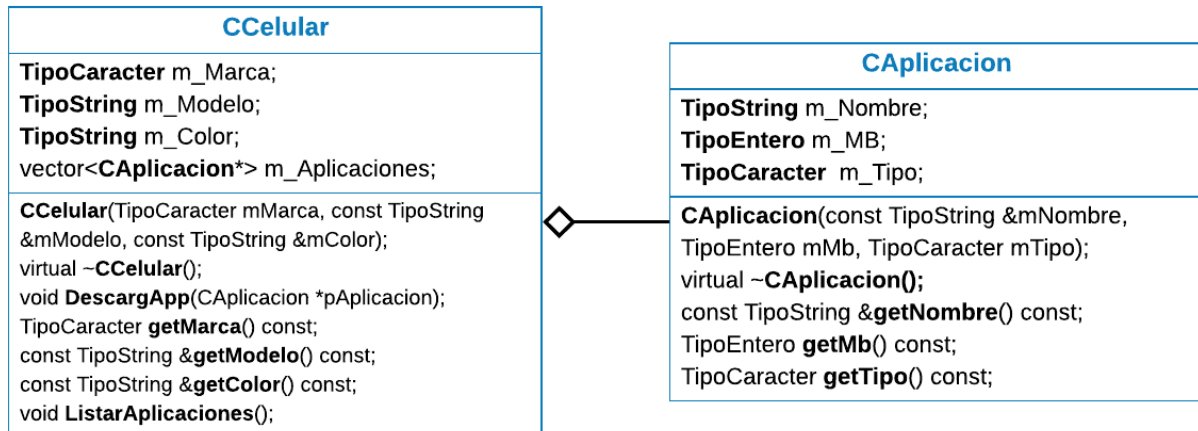 CCelular
TipoCaracter m_Marca;
TipoString m_Modelo;
TipoString m_Color;
vector<CAplicacion*> m_Aplicaciones;
CCelular(TipoCaracter mMarca, const TipoString
&mModelo, const TipoString &mColor);
virtual ~CCelular();
void DescargApp(CAplicacion *pAplicacion);
TipoCaracter getMarca() const;
const TipoString &getModelo() const;
const TipoString &getColor() const;
void ListarAplicaciones();
CAplicacion
TipoString m_Nombre;
TipoEntero m_MB;
TipoCaracter m_Tipo;
CAplicacion(const TipoString &mNombre,
TipoEntero mMb, TipoCaracter mTipo);
virtual ~CAplicacion();
const TipoString &getNombre() const;
TipoEntero getMb() const;
TipoCaracter getTipo() const;